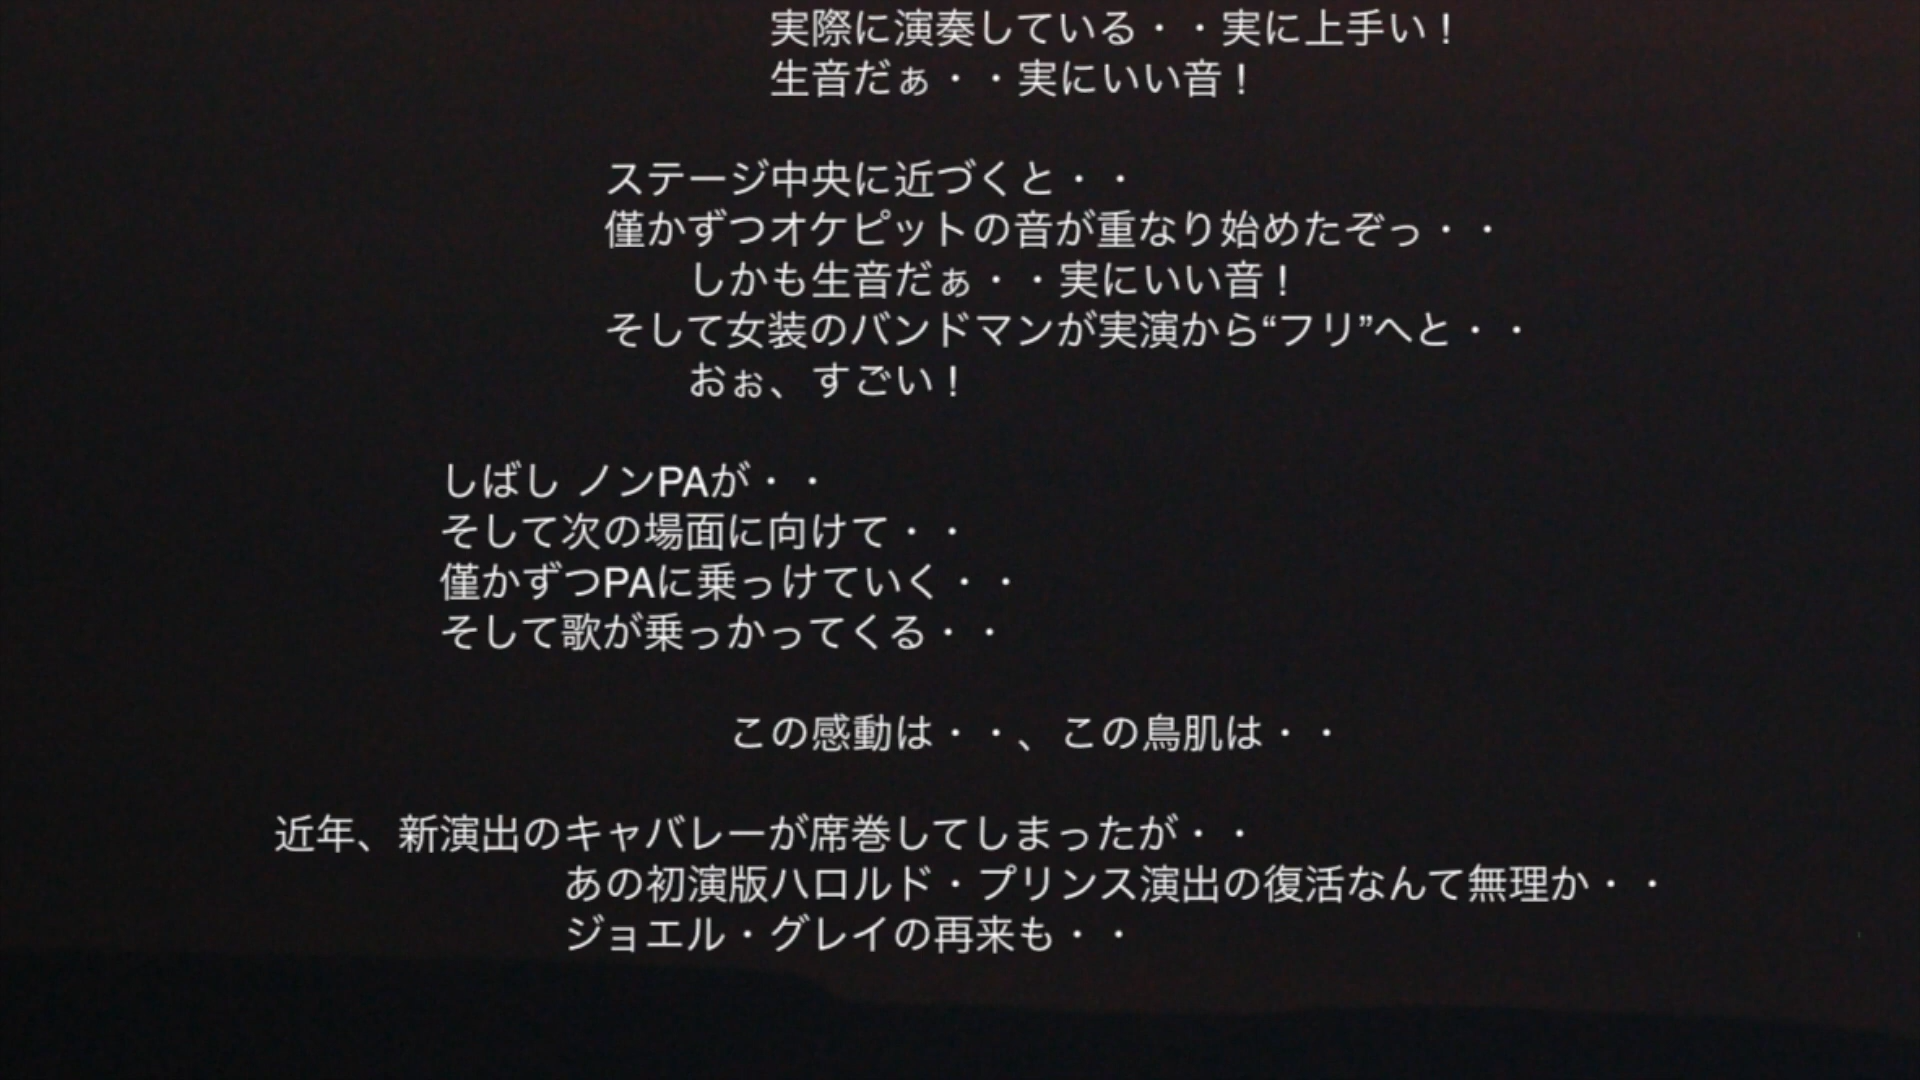 実際に演奏している・・実に上手い！
生音だぁ・・実にいい音！
ステージ中央に近づくと・・
僅かずつオケピットの音が重なり始めたぞっ・・
しかも生音だぁ・・実にいい音！
そして女装のバンドマンが実演から“フリ”へと・・
おぉ、すごい！
しばし ノンPAが・・
そして次の場面に向けて・・
僅かずつPAに乗っけていく・・
そして歌が乗っかってくる・・
この感動は・・、この鳥肌は・・
近年、新演出のキャバレーが席巻してしまったが・・
あの初演版ハロルド・プリンス演出の復活なんて無理か・・
ジョエル・グレイの再来も・・